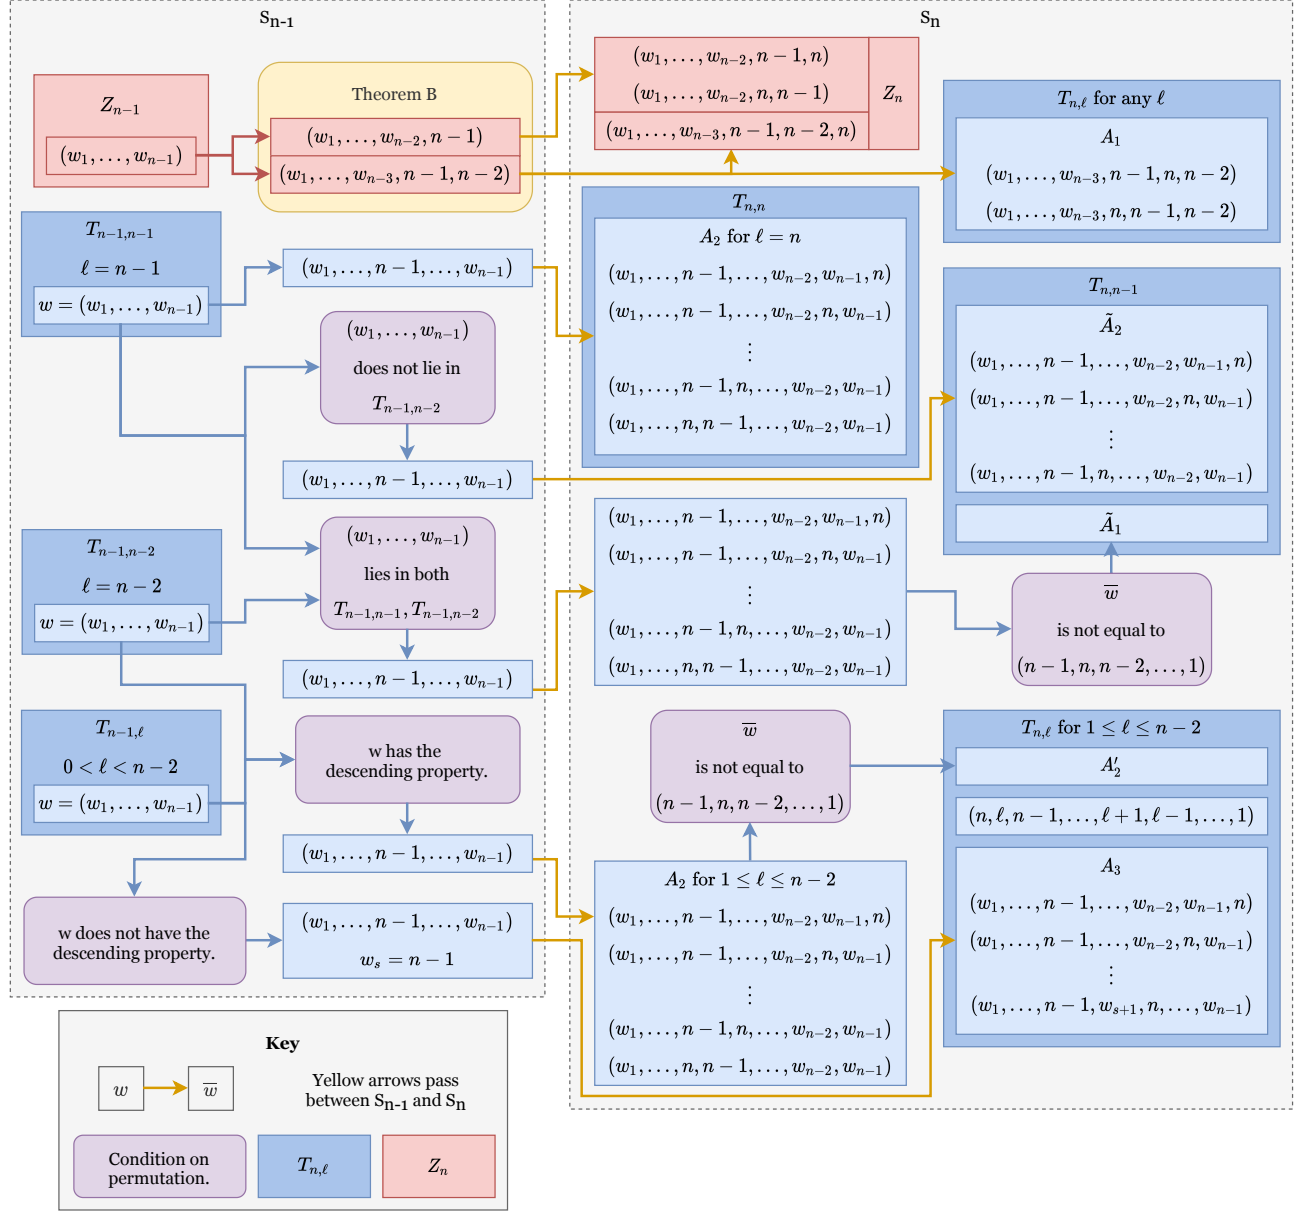 S_{n-1}
Z_{n-1}
(w_1, …, w_{n-1})
Theorem B
(w_1, …, w_{n-2}, n − 1)
(w_1, …, w_{n-3}, n − 1, n − 2)
T_{n-1,n-1}
ℓ = n − 1
w = (w_1, …, w_{n-1})
(w_1, …, n − 1, …, w_{n-1})
(w_1, …, w_{n-1})
does not lie in
T_{n-1,n-2}
(w_1, …, n − 1, …, w_{n-1})
T_{n-1,n-2}
ℓ = n − 2
w = (w_1, …, w_{n-1})
(w_1, …, w_{n-1})
lies in both
T_{n-1,n-1}, T_{n-1,n-2}
(w_1, …, n − 1, …, w_{n-1})
T_{n-1,ℓ}
0 < ℓ < n − 2
w = (w_1, …, w_{n-1})
w has the
descending property.
(w_1, …, n − 1, …, w_{n-1})
w does not have the
descending property.
(w_1, …, n − 1, …, w_{n-1})
w_s = n − 1
S_n
(w_1, …, w_{n-2}, n − 1, n)
(w_1, …, w_{n-2}, n, n − 1)
(w_1, …, w_{n-3}, n − 1, n − 2, n)
Z_n
T_{n,ℓ} for any ℓ
A_1
(w_1, …, w_{n-3}, n − 1, n, n − 2)
(w_1, …, w_{n-3}, n, n − 1, n − 2)
T_{n,n}
A_2 for ℓ = n
(w_1, …, n − 1, …, w_{n-2}, w_{n-1}, n)
(w_1, …, n − 1, …, w_{n-2}, n, w_{n-1})
⋮
(w_1, …, n − 1, n, …, w_{n-2}, w_{n-1})
(w_1, …, n, n − 1, …, w_{n-2}, w_{n-1})
T_{n,n-1}
Ã_2
(w_1, …, n − 1, …, w_{n-2}, w_{n-1}, n)
(w_1, …, n − 1, …, w_{n-2}, n, w_{n-1})
⋮
(w_1, …, n − 1, n, …, w_{n-2}, w_{n-1})
Ã_1
(w_1, …, n − 1, …, w_{n-2}, w_{n-1}, n)
(w_1, …, n − 1, …, w_{n-2}, n, w_{n-1})
⋮
(w_1, …, n − 1, n, …, w_{n-2}, w_{n-1})
(w_1, …, n, n − 1, …, w_{n-2}, w_{n-1})
w̅
is not equal to
(n − 1, n, n − 2, …, 1)
w̅
is not equal to
(n − 1, n, n − 2, …, 1)
T_{n,ℓ} for 1 ≤ ℓ ≤ n − 2
A′_2
(n, ℓ, n − 1, …, ℓ + 1, ℓ − 1, …, 1)
A_3
(w_1, …, n − 1, …, w_{n-2}, w_{n-1}, n)
(w_1, …, n − 1, …, w_{n-2}, n, w_{n-1})
⋮
(w_1, …, n − 1, w_{s+1}, n, …, w_{n-1})
A_2 for 1 ≤ ℓ ≤ n − 2
(w_1, …, n − 1, …, w_{n-2}, w_{n-1}, n)
(w_1, …, n − 1, …, w_{n-2}, n, w_{n-1})
⋮
(w_1, …, n − 1, n, …, w_{n-2}, w_{n-1})
(w_1, …, n, n − 1, …, w_{n-2}, w_{n-1})
Key
w
w̅
Yellow arrows pass
between S_{n-1} and S_n
Condition on
permutation.
T_{n,ℓ}
Z_n